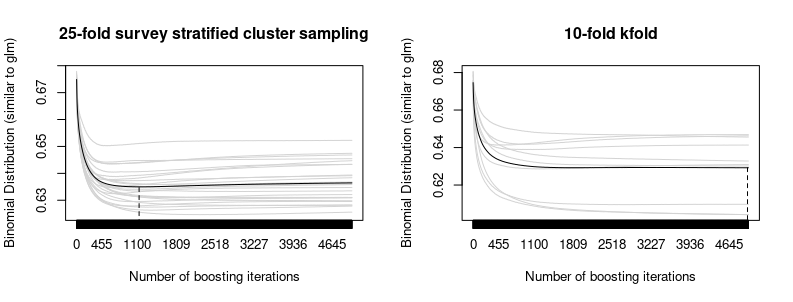 25-fold survey stratified cluster sampling
Binomial Distribution (similar to glm)
0.67
0.65
0.63
0 455 1100 1809 2518 3227 3936 4645
Number of boosting iterations
10-fold kfold
Binomial Distribution (similar to glm)
0.68
0.66
0.64
0.62
0 455 1100 1809 2518 3227 3936 4645
Number of boosting iterations